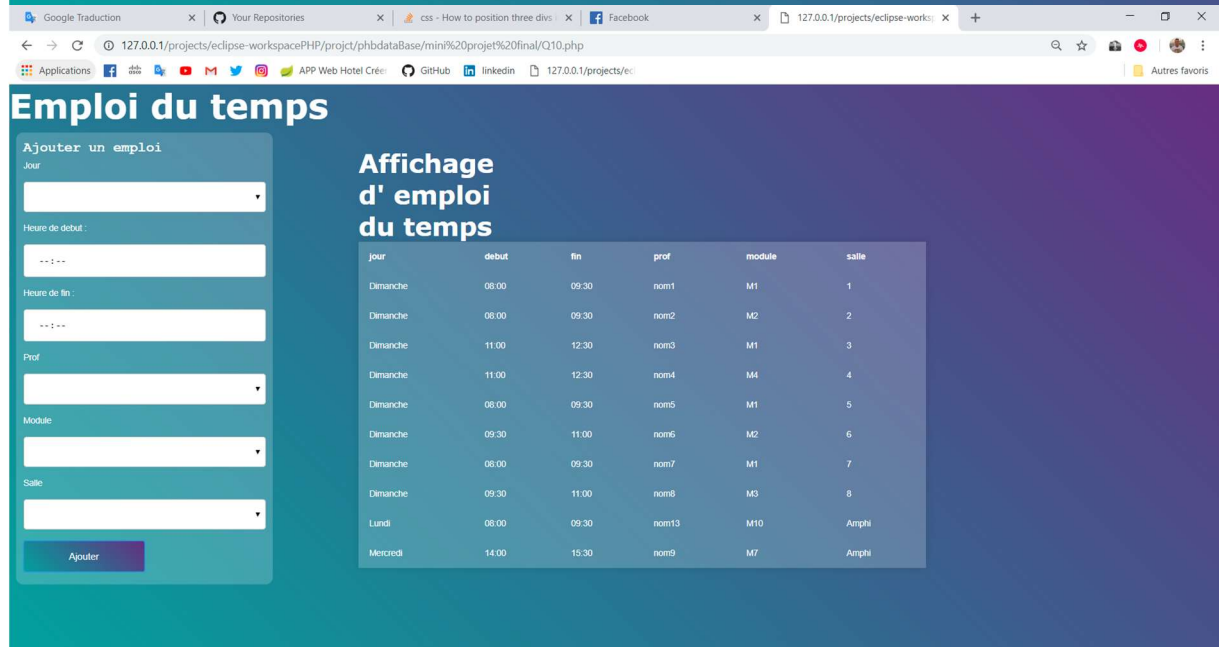 Google Traduction
Your Repositories
css - How to position three divs i
Facebook
127.0.0.1/projects/eclipse-works
127.0.0.1/projects/eclipse-workspacePHP/projct/phbdataBase/mini%20projet%20final/Q10.php
Applications
APP Web Hotel Crée
GitHub
linkedin
127.0.0.1/projects/ec
Autres favoris
Emploi du temps
Ajouter un emploi
Jour
Heure de debut :
--:--
Heure de fin :
--:--
Prof
Module
Salle
Ajouter
Affichage
d' emploi
du temps
jour debut fin prof module salle
Dimanche 08:00 09:30 nom1 M1 1
Dimanche 08:00 09:30 nom2 M2 2
Dimanche 11:00 12:30 nom3 M1 3
Dimanche 11:00 12:30 nom4 M4 4
Dimanche 08:00 09:30 nom5 M1 5
Dimanche 09:30 11:00 nom6 M2 6
Dimanche 08:00 09:30 nom7 M1 7
Dimanche 09:30 11:00 nom8 M3 8
Lundi 08:00 09:30 nom13 M10 Amphi
Mercredi 14:00 15:30 nom9 M7 Amphi